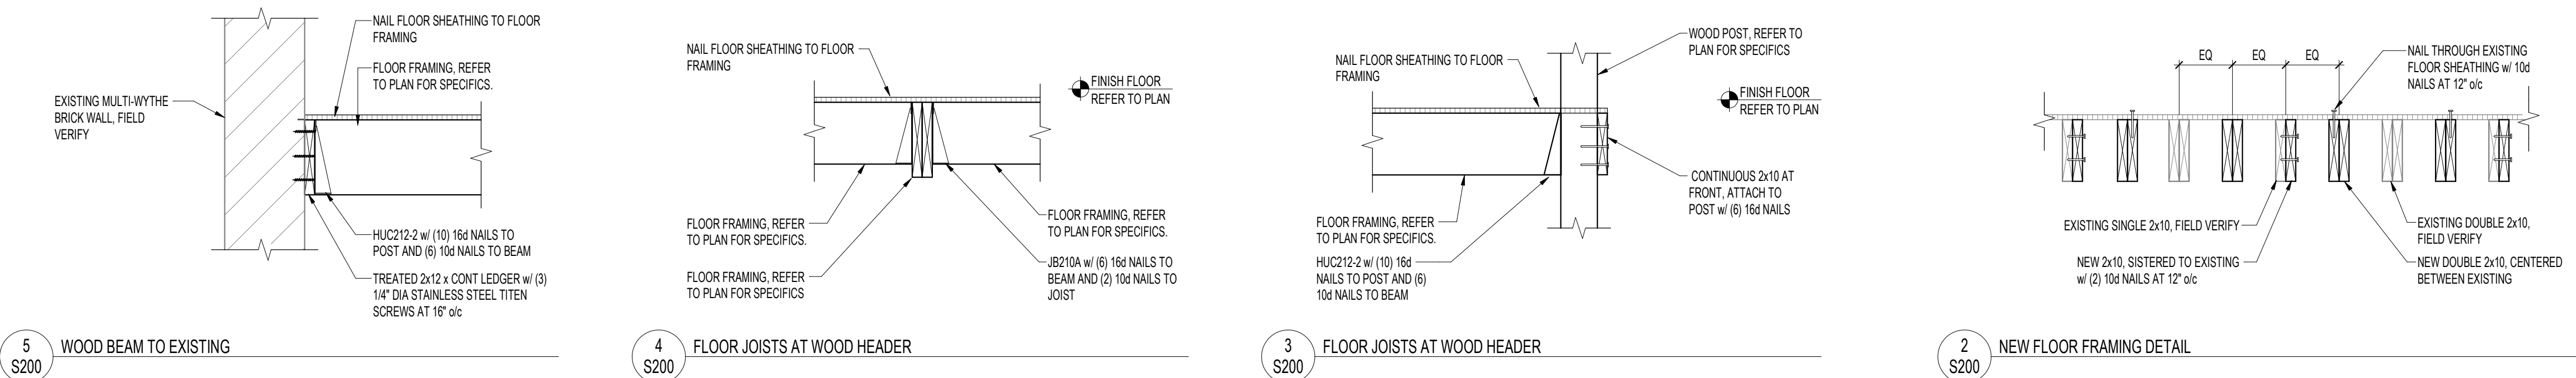 NAIL FLOOR SHEATHING TO FLOOR
FRAMING
FLOOR FRAMING, REFER
TO PLAN FOR SPECIFICS.
EXISTING MULTI-WYTHE
BRICK WALL, FIELD
VERIFY
HUC212-2 w/ (10) 16d NAILS TO
POST AND (6) 10d NAILS TO BEAM
TREATED 2x12 x CONT LEDGER w/ (3)
1/4" DIA STAINLESS STEEL TITEN
SCREWS AT 16" o/c
5
S200
WOOD BEAM TO EXISTING
NAIL FLOOR SHEATHING TO FLOOR
FRAMING
FINISH FLOOR
REFER TO PLAN
FLOOR FRAMING, REFER
TO PLAN FOR SPECIFICS.
FLOOR FRAMING, REFER
TO PLAN FOR SPECIFICS
FLOOR FRAMING, REFER
TO PLAN FOR SPECIFICS.
JB210A w/ (6) 16d NAILS TO
BEAM AND (2) 10d NAILS TO
JOIST
4
S200
FLOOR JOISTS AT WOOD HEADER
NAIL FLOOR SHEATHING TO FLOOR
FRAMING
WOOD POST, REFER TO
PLAN FOR SPECIFICS
FINISH FLOOR
REFER TO PLAN
CONTINUOUS 2x10 AT
FRONT, ATTACH TO
POST w/ (6) 16d NAILS
FLOOR FRAMING, REFER
TO PLAN FOR SPECIFICS.
HUC212-2 w/ (10) 16d
NAILS TO POST AND (6)
10d NAILS TO BEAM
3
S200
FLOOR JOISTS AT WOOD HEADER
EQ
EQ
EQ
NAIL THROUGH EXISTING
FLOOR SHEATHING w/ 10d
NAILS AT 12" o/c
EXISTING SINGLE 2x10, FIELD VERIFY
NEW 2x10, SISTERED TO EXISTING
w/ (2) 10d NAILS AT 12" o/c
EXISTING DOUBLE 2x10,
FIELD VERIFY
NEW DOUBLE 2x10, CENTERED
BETWEEN EXISTING
2
S200
NEW FLOOR FRAMING DETAIL